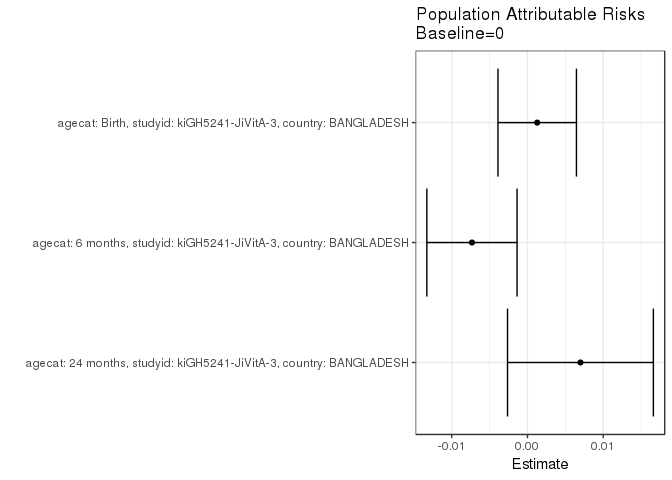 Population Attributable Risks
Baseline=0
agecat: Birth, studyid: kiGH5241-JiVitA-3, country: BANGLADESH
agecat: 6 months, studyid: kiGH5241-JiVitA-3, country: BANGLADESH
agecat: 24 months, studyid: kiGH5241-JiVitA-3, country: BANGLADESH
-0.01 0.00 0.01
Estimate